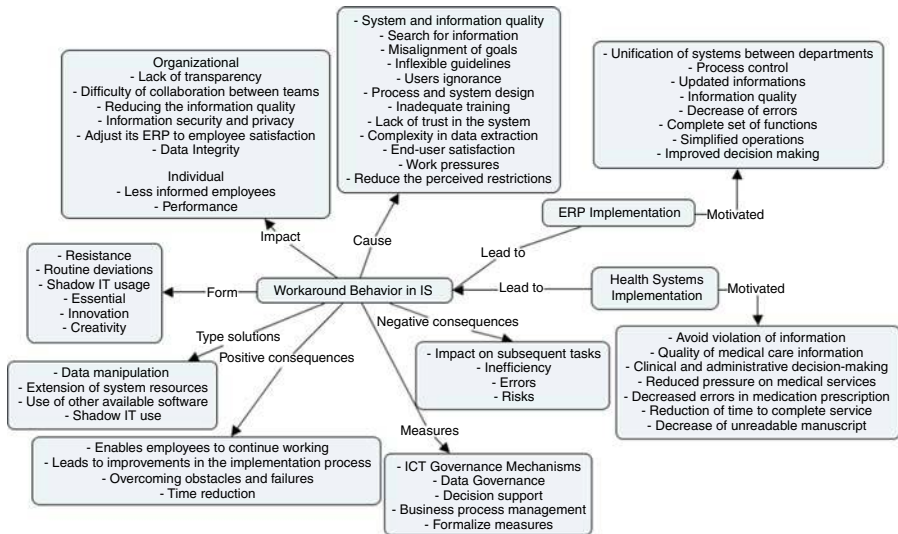 - System and information quality
- Search for information
- Misalignment of goals
- Inflexible guidelines
- Users ignorance
- Process and system design
- Inadequate training
- Lack of trust in the system
- Complexity in data extraction
- End-user satisfaction
- Work pressures
- Reduce the perceived restrictions
Organizational
- Lack of transparency
- Difficulty of collaboration between teams
- Reducing the information quality
- Information security and privacy
- Adjust its ERP to employee satisfaction
- Data Integrity
Individual
- Less informed employees
- Performance
- Unification of systems between departments
- Process control
- Updated informations
- Information quality
- Decrease of errors
- Complete set of functions
- Simplified operations
- Improved decision making
ERP Implementation
Motivated
Impact
Cause
Lead to
- Resistance
- Routine deviations
- Shadow IT usage
- Essential
- Innovation
- Creativity
Form
Workaround Behavior in IS
Lead to
Health Systems
Implementation
Motivated
Type solutions
Positive consequences
Negative consequences
- Data manipulation
- Extension of system resources
- Use of other available software
- Shadow IT use
- Impact on subsequent tasks
- Inefficiency
- Errors
- Risks
- Avoid violation of information
- Quality of medical care information
- Clinical and administrative decision-making
- Reduced pressure on medical services
- Decreased errors in medication prescription
- Reduction of time to complete service
- Decrease of unreadable manuscript
Measures
- Enables employees to continue working
- Leads to improvements in the implementation process
- Overcoming obstacles and failures
- Time reduction
- ICT Governance Mechanisms
- Data Governance
- Decision support
- Business process management
- Formalize measures